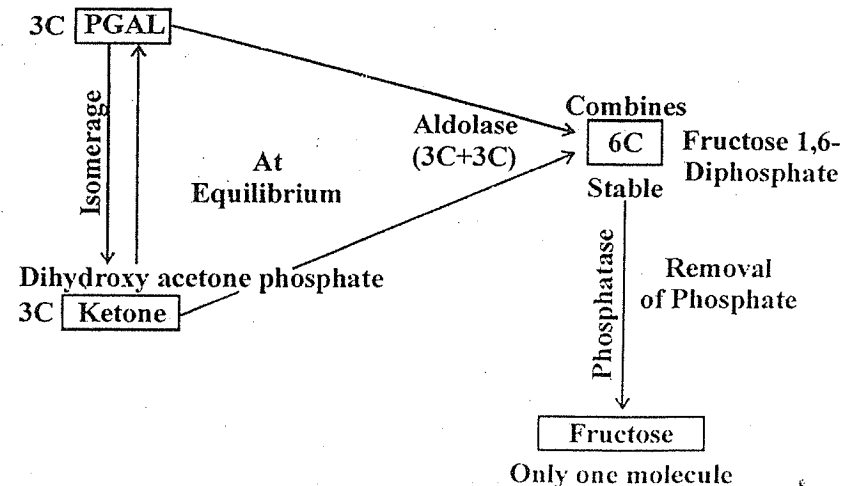 3C PGAL
Isomerage
At
Equilibrium
Dihydroxy acetone phosphate
3C Ketone
Aldolase
(3C+3C)
Combines
6C
Stable
Fructose 1,6-
Diphosphate
Phosphatase
Removal
of Phosphate
Fructose
Only one molecule